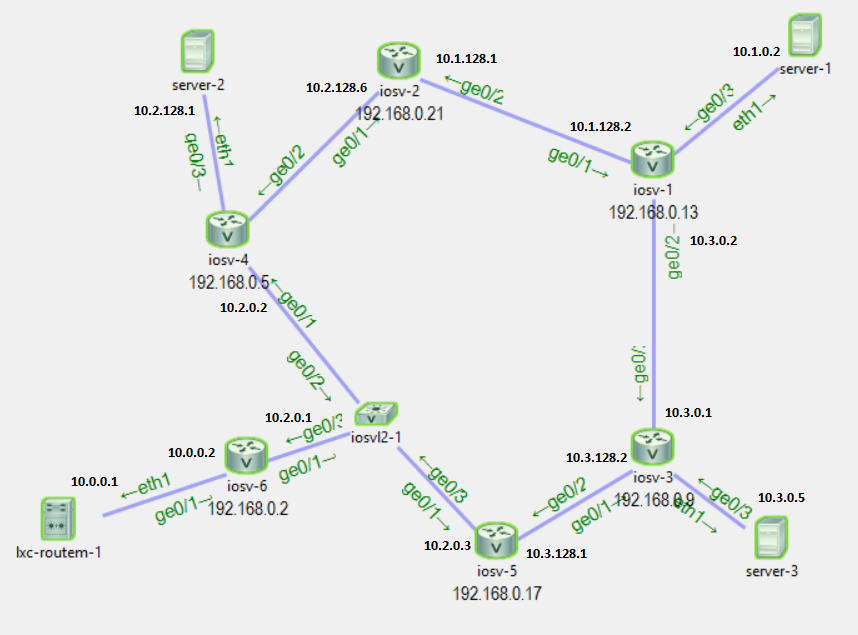 server-1
10.1.0.2
server-2
10.2.128.1
10.1.128.1
10.2.128.6
iosv-2
192.168.0.21
←ge0/2
ge0/1→
10.1.128.2
←ge0/3
eth1→
iosv-1
192.168.0.13
←eth1
ge0/3→
←ge0/2
ge0/1→
V
V
V
iosv-4
192.168.0.5
10.2.0.2
←ge0/1
ge0/2→
ge0/2
10.3.0.2
←ge0/
10.3.0.1
iosvl2-1
10.2.0.1
←ge0/3
ge0/1
10.0.0.2
V
iosv-6
192.168.0.2
10.0.0.1
←eth1
ge0/1
lxc-routem-1
←ge0/3
ge0/1→
10.2.0.3
V
iosv-5
192.168.0.17
10.3.128.1
←ge0/2
ge0/1→
10.3.128.2
V
iosv-3
192.168.0.9
←ge0/3
eth1→
10.3.0.5
server-3